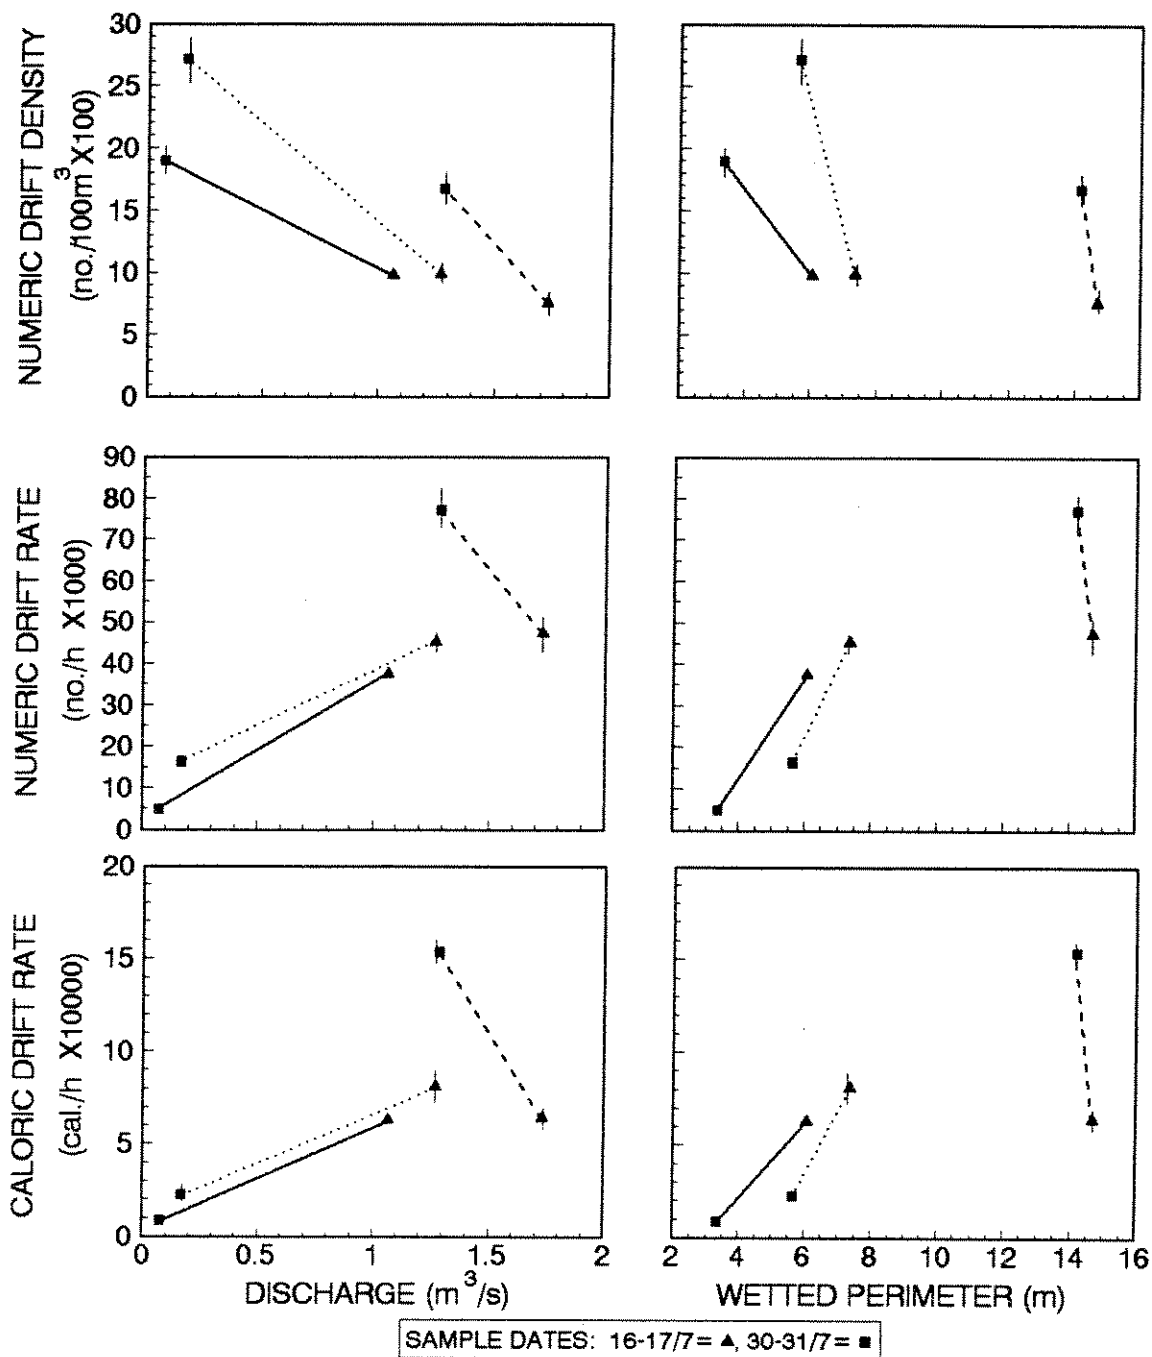 NUMERIC DRIFT DENSITY
(no./100m³X100)
30
25
20
15
10
5
0
NUMERIC DRIFT RATE
(no./h X1000)
90
80
70
60
50
40
30
20
10
0
CALORIC DRIFT RATE
(cal./h X10000)
20
15
10
5
0
0 0.5 1 1.5 2
DISCHARGE (m³/s)
2 4 6 8 10 12 14 16
WETTED PERIMETER (m)
SAMPLE DATES: 16-17/7= ▲, 30-31/7= ■